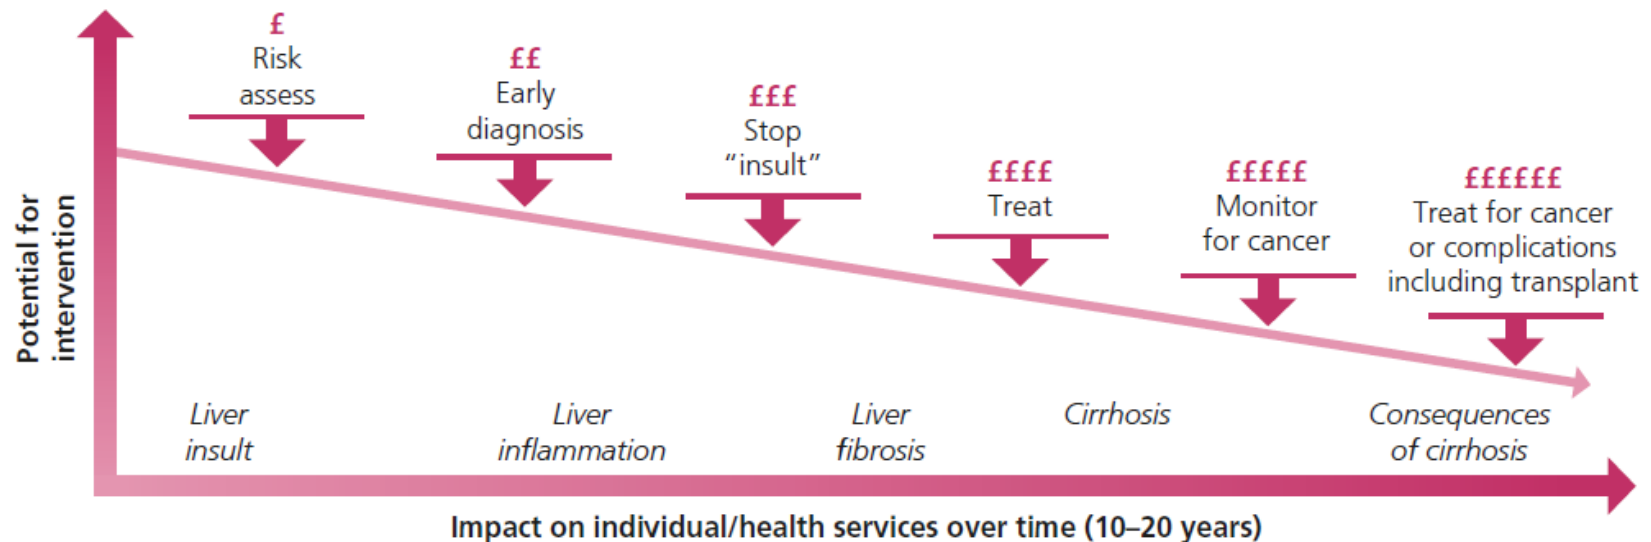 £
Risk
assess
££
Early
diagnosis
£££
Stop
“insult”
££££
Treat
£££££
Monitor
for cancer
££££££
Treat for cancer
or complications
including transplant
Potential for
intervention
Liver
insult
Liver
inflammation
Liver
fibrosis
Cirrhosis
Consequences
of cirrhosis
Impact on individual/health services over time (10–20 years)